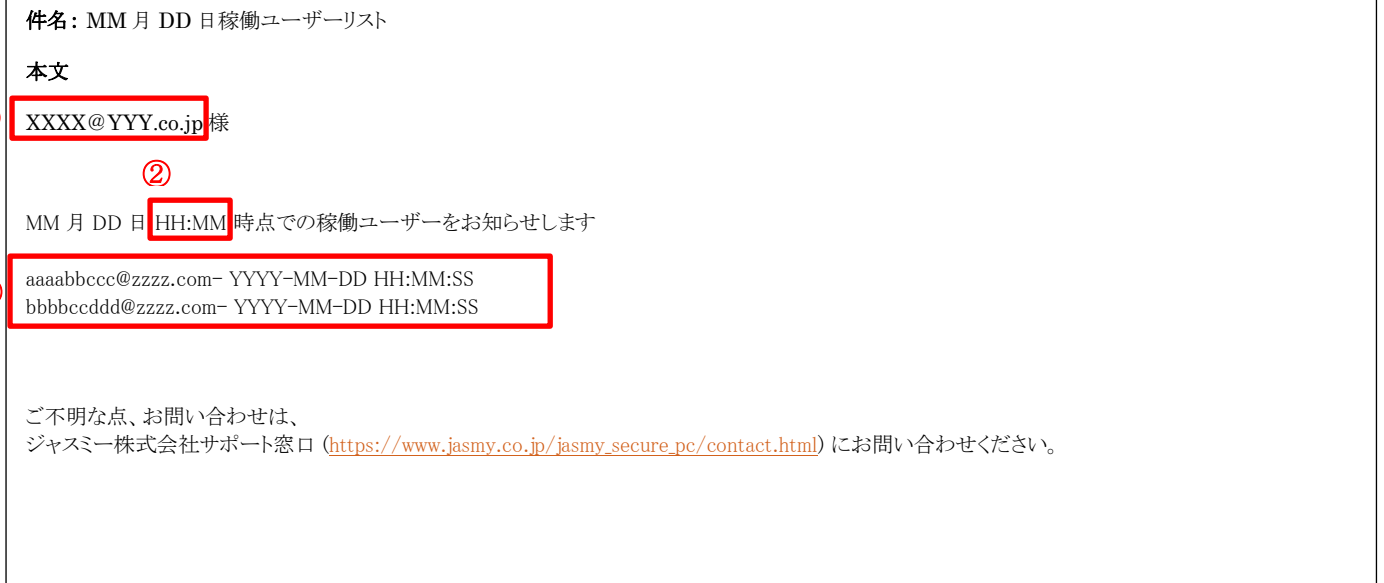 件名: MM 月 DD 日稼働ユーザーリスト
本文
XXXX@YYY.co.jp 様
②
MM 月 DD 日 HH:MM 時点での稼働ユーザーをお知らせします
aaaabbccc@zzzz.com- YYYY-MM-DD HH:MM:SS
bbbbccddd@zzzz.com- YYYY-MM-DD HH:MM:SS
ご不明な点、お問い合わせは、
ジャスミー株式会社サポート窓口 (https://www.jasmy.co.jp/jasmy_secure_pc/contact.html) にお問い合わせください。